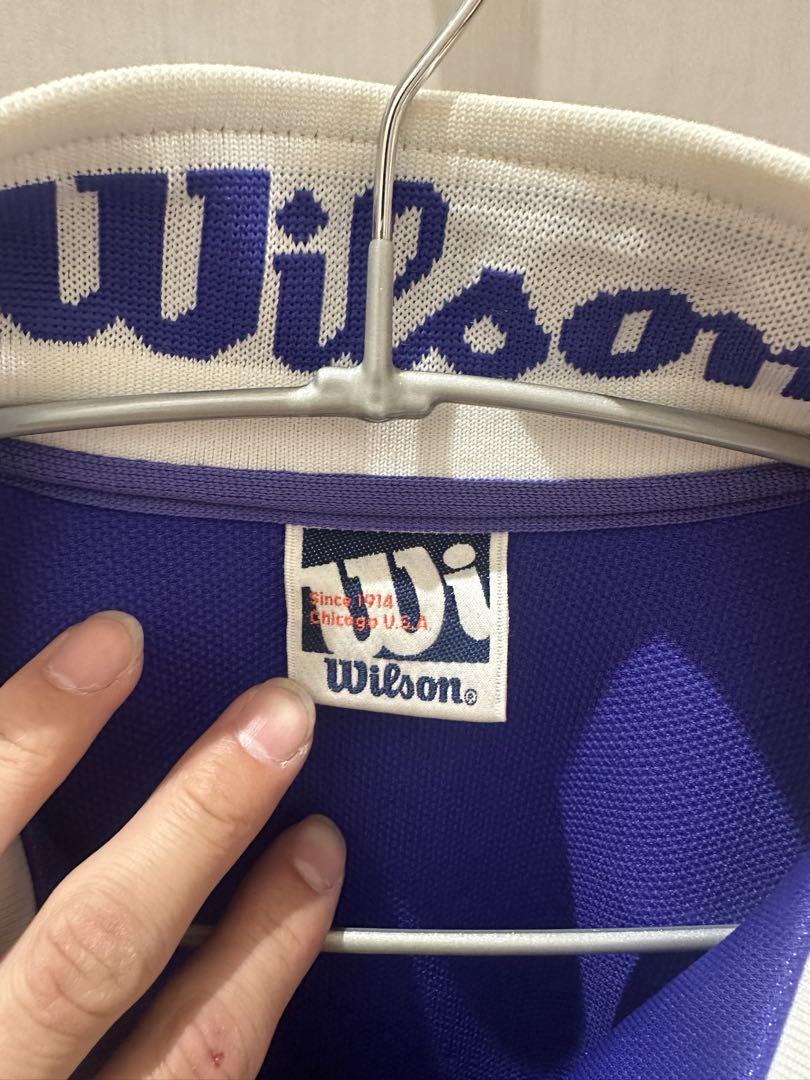 Wilson
Wi
Since 1914
Chicago U.S.A.
Wilson®